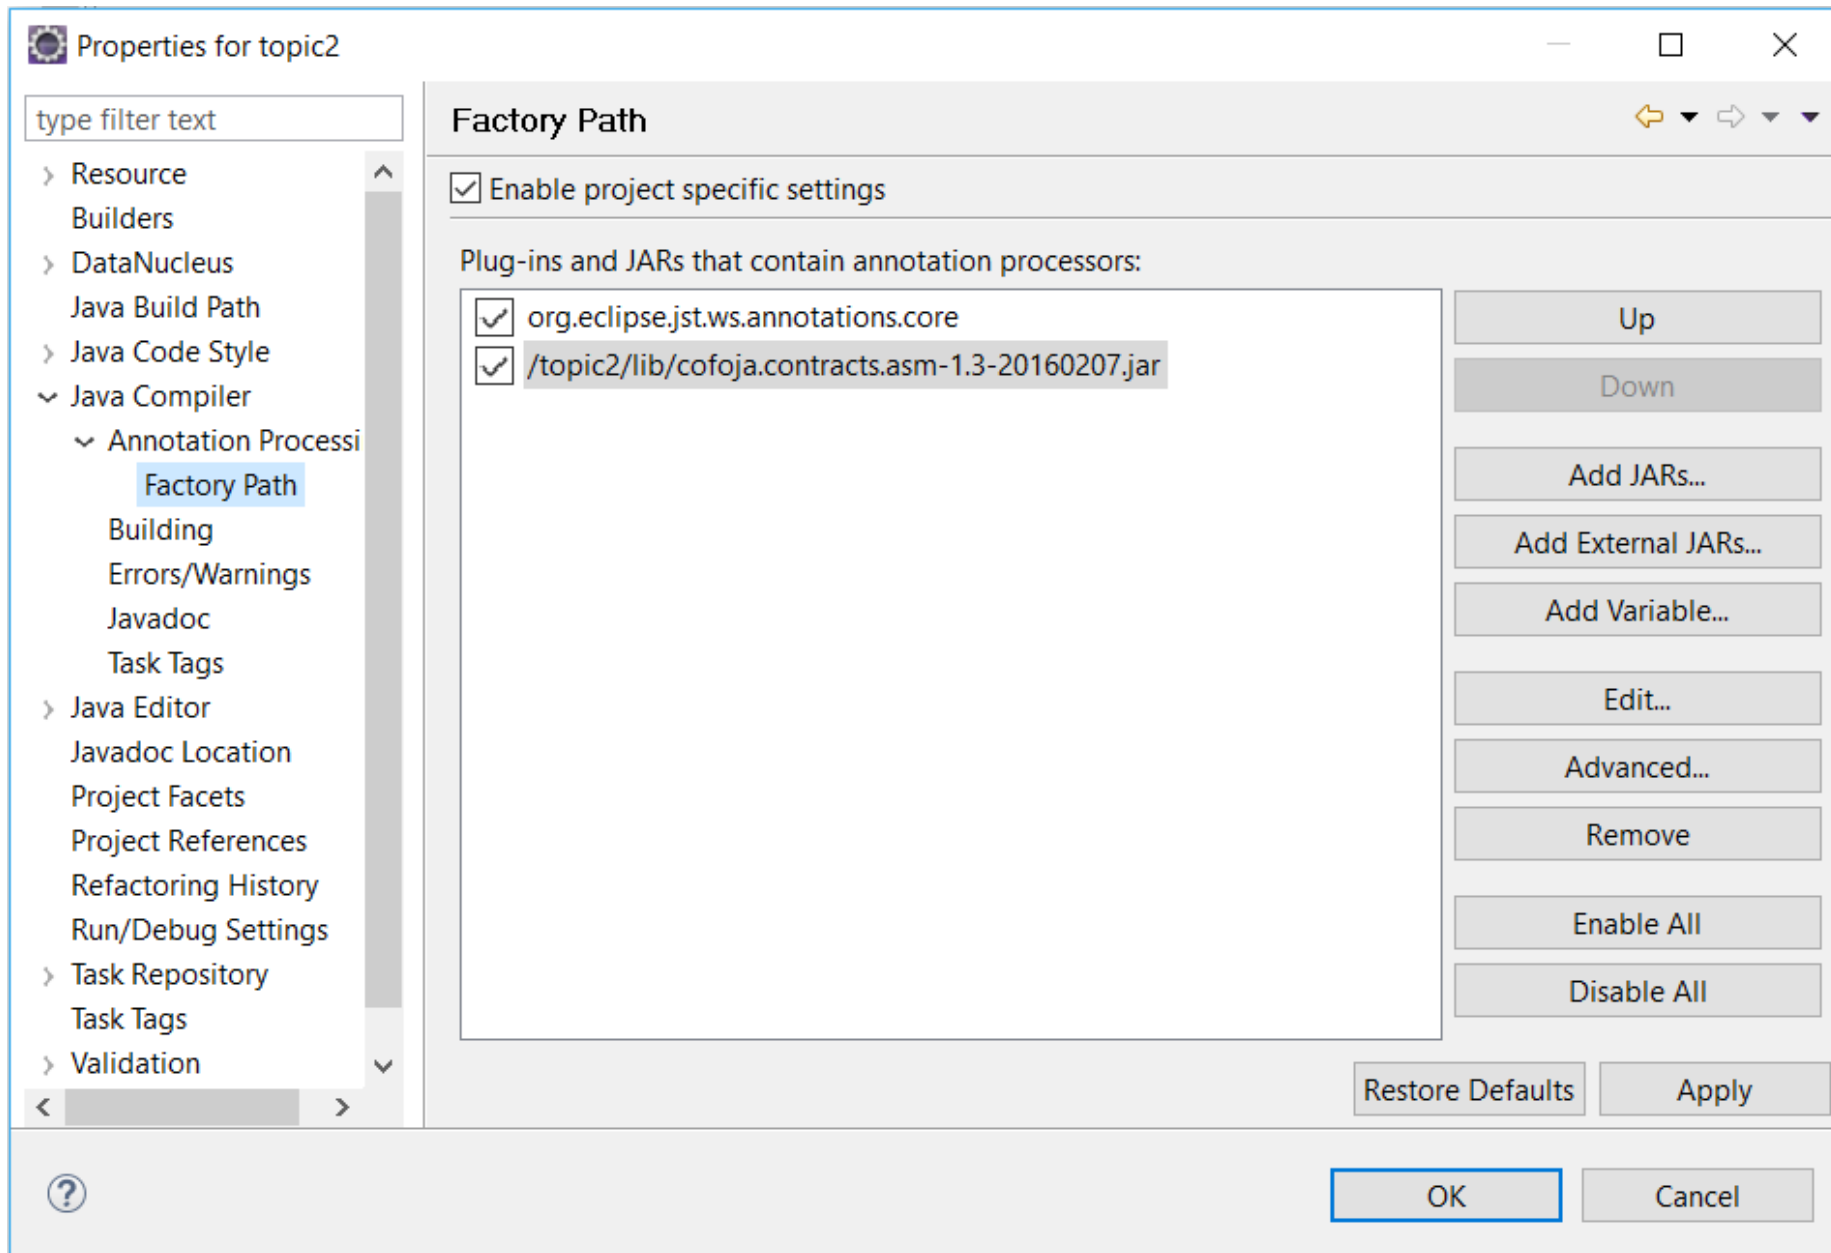 Properties for topic2
type filter text
Resource
Builders
DataNucleus
Java Build Path
Java Code Style
Java Compiler
Annotation Processi
Factory Path
Building
Errors/Warnings
Javadoc
Task Tags
Java Editor
Javadoc Location
Project Facets
Project References
Refactoring History
Run/Debug Settings
Task Repository
Task Tags
Validation
Factory Path
Enable project specific settings
Plug-ins and JARs that contain annotation processors:
org.eclipse.jst.ws.annotations.core
/topic2/lib/cofoja.contracts.asm-1.3-20160207.jar
Up
Down
Add JARs...
Add External JARs...
Add Variable...
Edit...
Advanced...
Remove
Enable All
Disable All
Restore Defaults
Apply
?
OK
Cancel